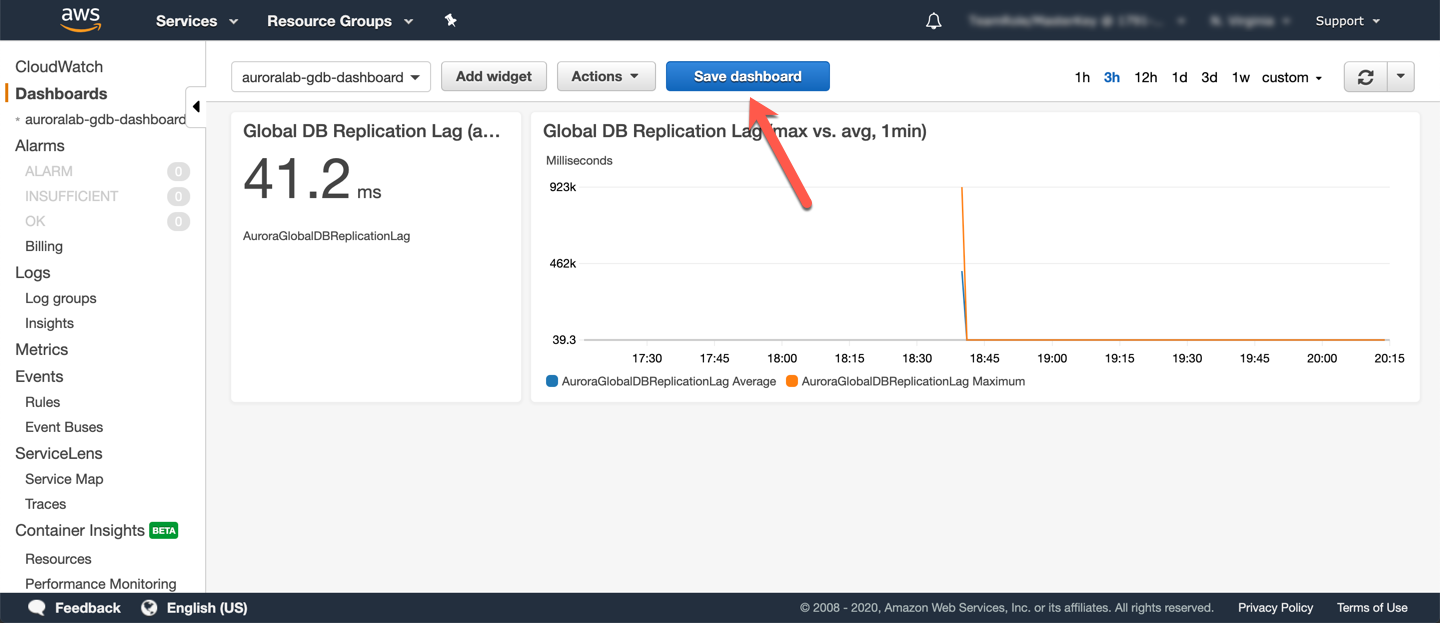 aws
Services
Resource Groups
Support
CloudWatch
Dashboards
auroralab-gdb-dashboard
Alarms
ALARM 0
INSUFFICIENT 0
OK 0
Billing
Logs
Log groups
Insights
Metrics
Events
Rules
Event Buses
ServiceLens
Service Map
Traces
Container Insights BETA
Resources
Performance Monitoring
auroralab-gdb-dashboard
Add widget
Actions
Save dashboard
1h 3h 12h 1d 3d 1w custom
Global DB Replication Lag (a...
41.2 ms
AuroraGlobalDBReplicationLag
Global DB Replication Lag (max vs. avg, 1min)
Milliseconds
923k
462k
39.3
17:30 17:45 18:00 18:15 18:30 18:45 19:00 19:15 19:30 19:45 20:00 20:15
AuroraGlobalDBReplicationLag Average AuroraGlobalDBReplicationLag Maximum
Feedback English (US)
© 2008 - 2020, Amazon Web Services, Inc. or its affiliates. All rights reserved. Privacy Policy Terms of Use